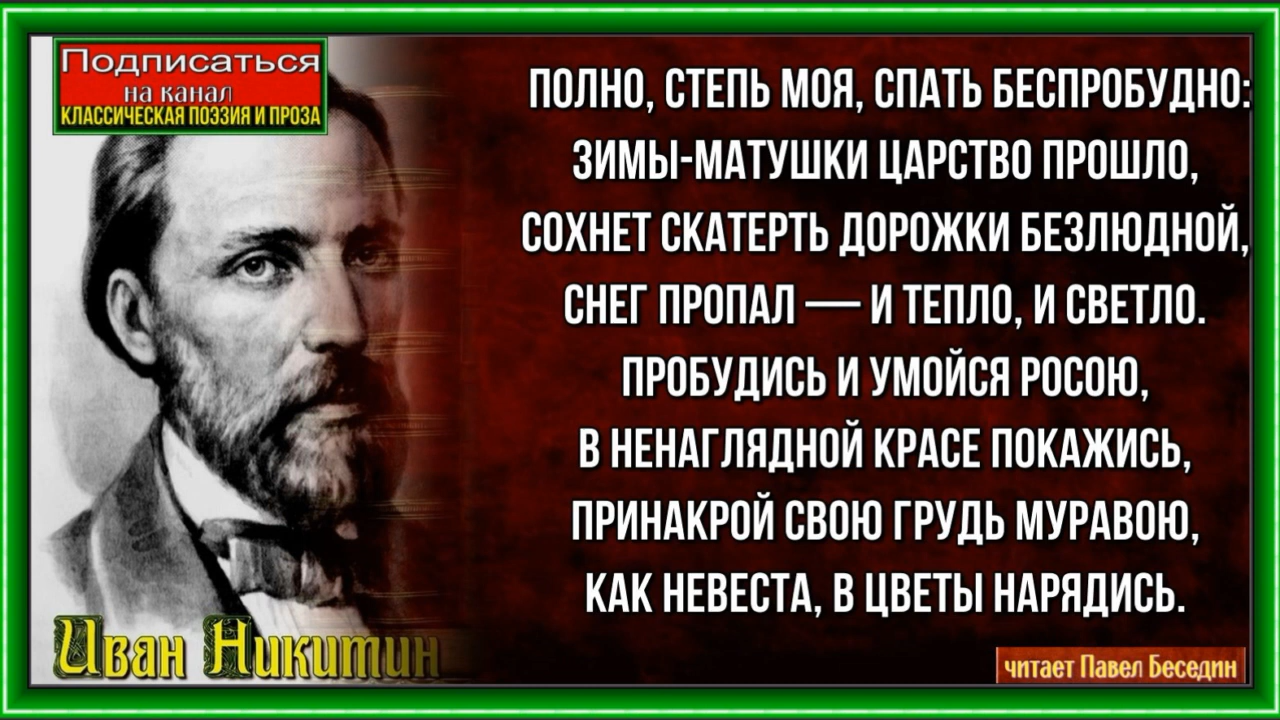 Подписаться
на канал
КЛАССИЧЕСКАЯ ПОЭЗИЯ И ПРОЗА
ПОЛНО, СТЕПЬ МОЯ, СПАТЬ БЕСПРОБУДНО:
ЗИМЫ-МАТУШКИ ЦАРСТВО ПРОШЛО,
СОХНЕТ СКАТЕРТЬ ДОРОЖКИ БЕЗЛЮДНОЙ,
СНЕГ ПРОПАЛ — И ТЕПЛО, И СВЕТЛО.
ПРОБУДИСЬ И УМОЙСЯ РОСОЮ,
В НЕНАГЛЯДНОЙ КРАСЕ ПОКАЖИСЬ,
ПРИНАКРОЙ СВОЮ ГРУДЬ МУРАВОЮ,
КАК НЕВЕСТА, В ЦВЕТЫ НАРЯДИСЬ.
Иван Никитин
читает Павел Беседин